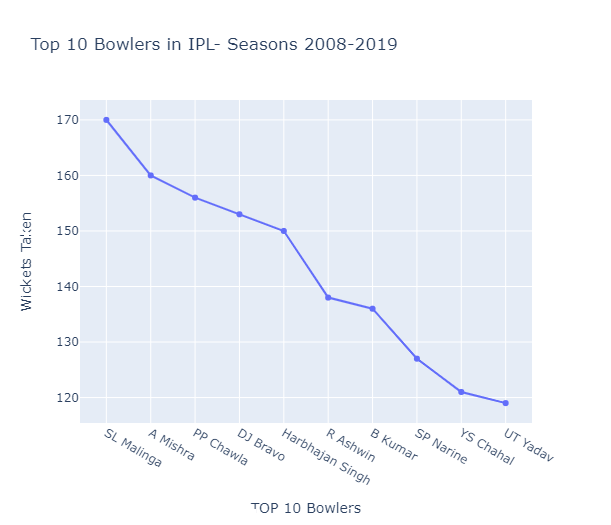 Top 10 Bowlers in IPL- Seasons 2008-2019
Wickets Taken
170
160
150
140
130
120
SL Malinga
A Mishra
PP Chawla
DJ Bravo
Harbhajan Singh
R Ashwin
B Kumar
SP Narine
YS Chahal
UT Yadav
TOP 10 Bowlers